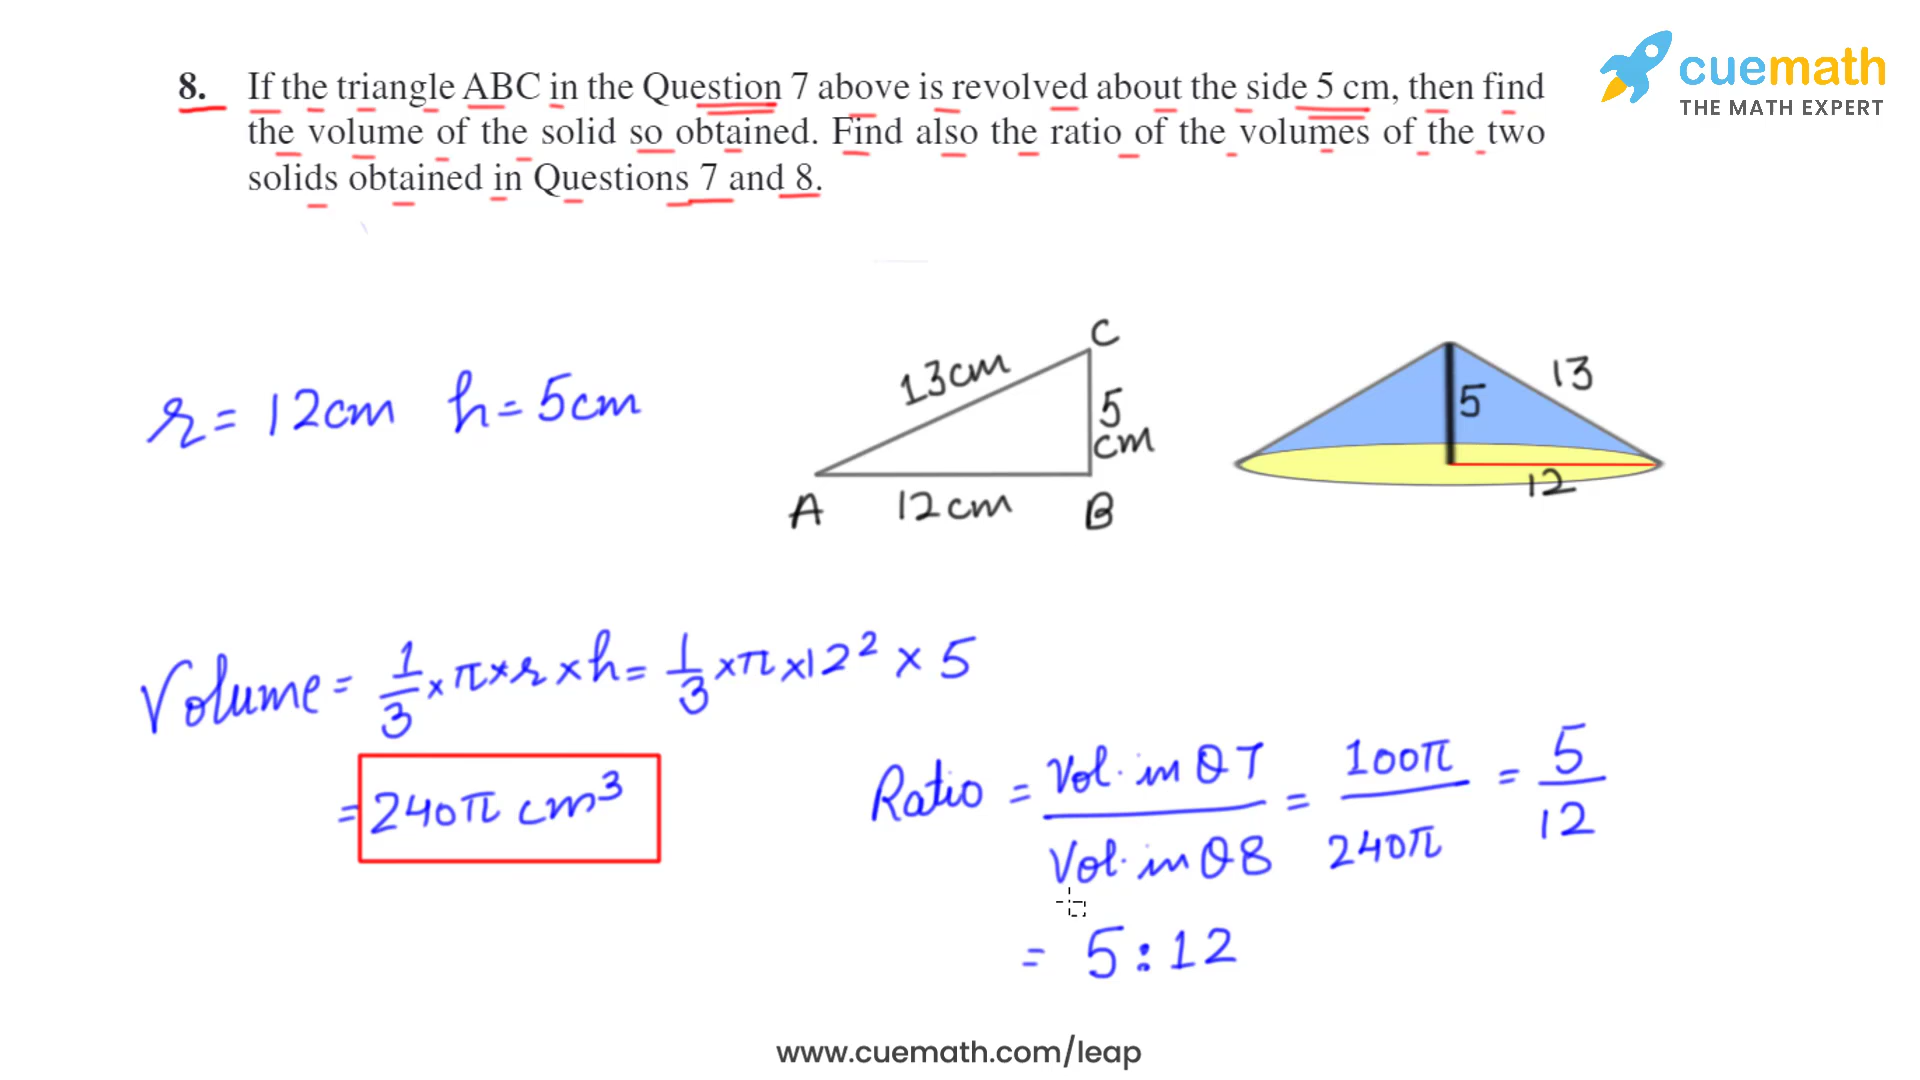 cuemath
THE MATH EXPERT
8. If the triangle ABC in the Question 7 above is revolved about the side 5 cm, then find
the volume of the solid so obtained. Find also the ratio of the volumes of the two
solids obtained in Questions 7 and 8.
r = 12cm h = 5cm
13cm
C
5
cm
A
12cm
B
5
13
12
Volume = 1/3 × π × r × h = 1/3 × π × 12² × 5
= 240π cm³
Ratio = Vol. in Q7 / Vol. in Q8 = 100π / 240π = 5/12
= 5 : 12
www.cuemath.com/leap